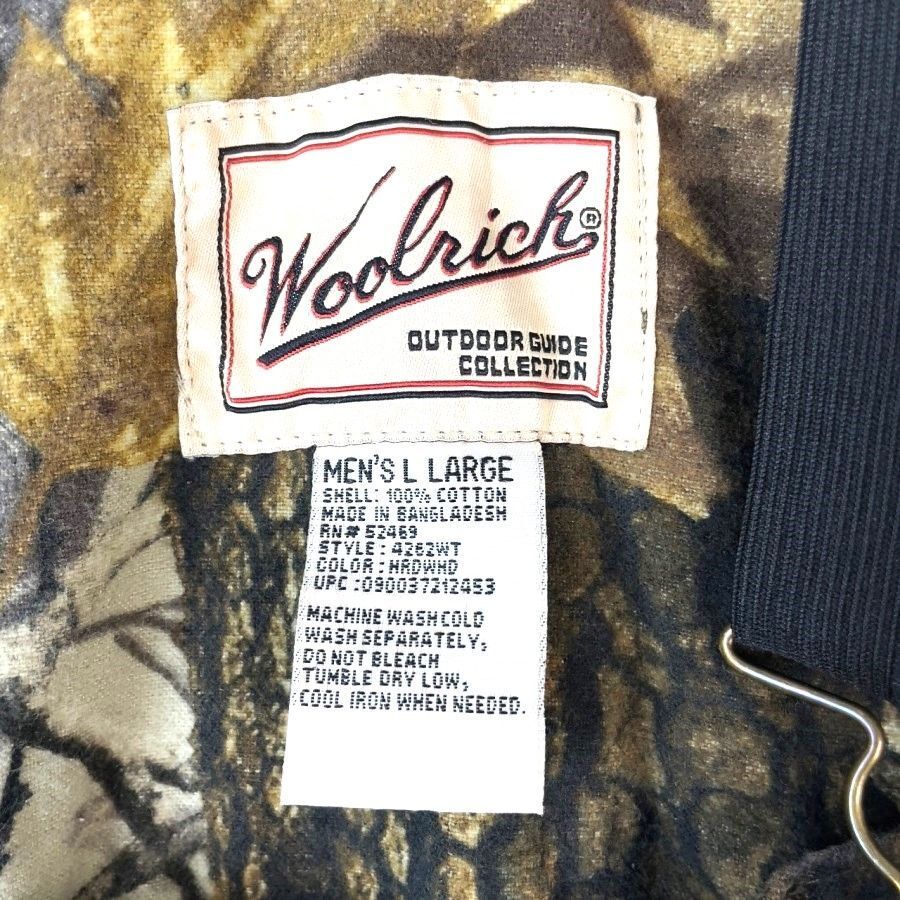 Woolrich®
OUTDOOR GUIDE
COLLECTION
MEN'S L LARGE
SHELL: 100% COTTON
MADE IN BANGLADESH
RN# 52469
STYLE: 4262WT
COLOR: HRDWHD
UPC:090037212453
MACHINE WASH COLD
WASH SEPARATELY,
DO NOT BLEACH
TUMBLE DRY LOW,
COOL IRON WHEN NEEDED.